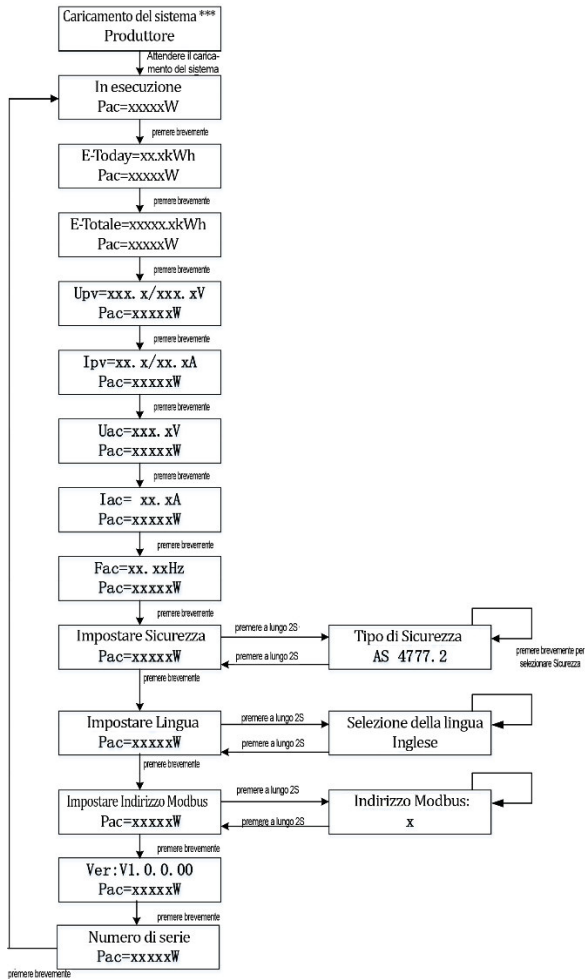 Caricamento del sistema ***
Produttore
Attendere il carica-
mento del sistema
In esecuzione
Pac=xxxxxW
premere brevemente
E-Today=xx.xkWh
Pac=xxxxxW
premere brevemente
E-Totale=xxxxx.xkWh
Pac=xxxxxW
premere brevemente
Upv=xxx.x/xxx.xV
Pac=xxxxxW
premere brevemente
Ipv=xx.x/xx.xA
Pac=xxxxxW
premere brevemente
Uac=xxx.xV
Pac=xxxxxW
premere brevemente
Iac= xx.xA
Pac=xxxxxW
premere brevemente
Fac=xx.xxHz
Pac=xxxxxW
premere brevemente
Impostare Sicurezza
Pac=xxxxxW
premere a lungo 2S
premere a lungo 2S
Tipo di Sicurezza
AS 4777.2
premere brevemente per
selezionare Sicurezza
premere brevemente
Impostare Lingua
Pac=xxxxxW
premere a lungo 2S
premere a lungo 2S
Selezione della lingua
Inglese
premere brevemente
Impostare Indirizzo Modbus
Pac=xxxxxW
premere a lungo 2S
premere a lungo 2S
Indirizzo Modbus:
x
premere brevemente
Ver:V1.0.0.00
Pac=xxxxxW
premere brevemente
Numero di serie
Pac=xxxxxW
premere brevemente